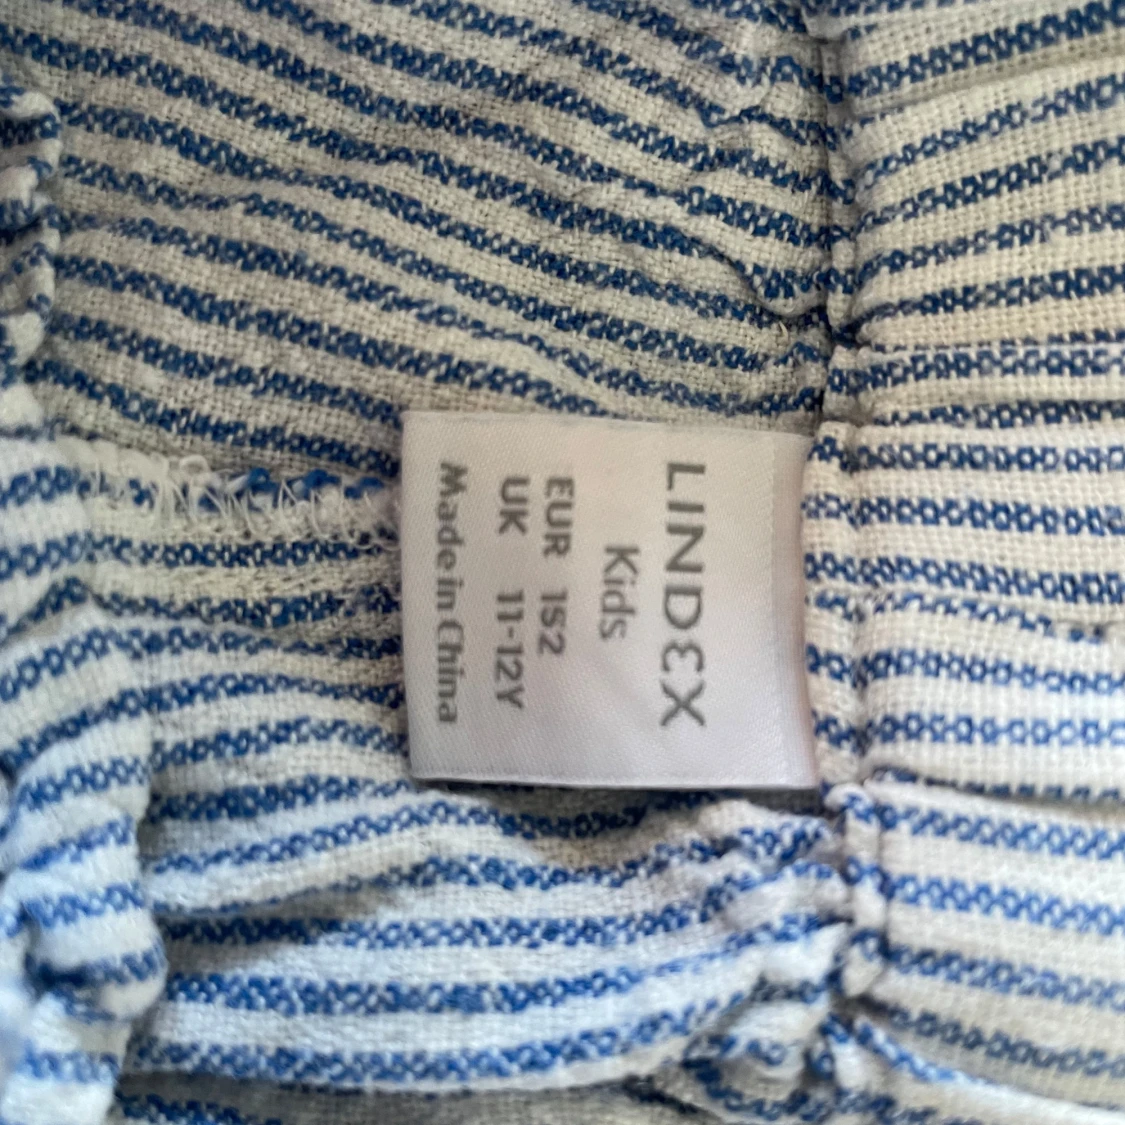 LINDEX
Kids
EUR 152
UK 11-12Y
Made in China